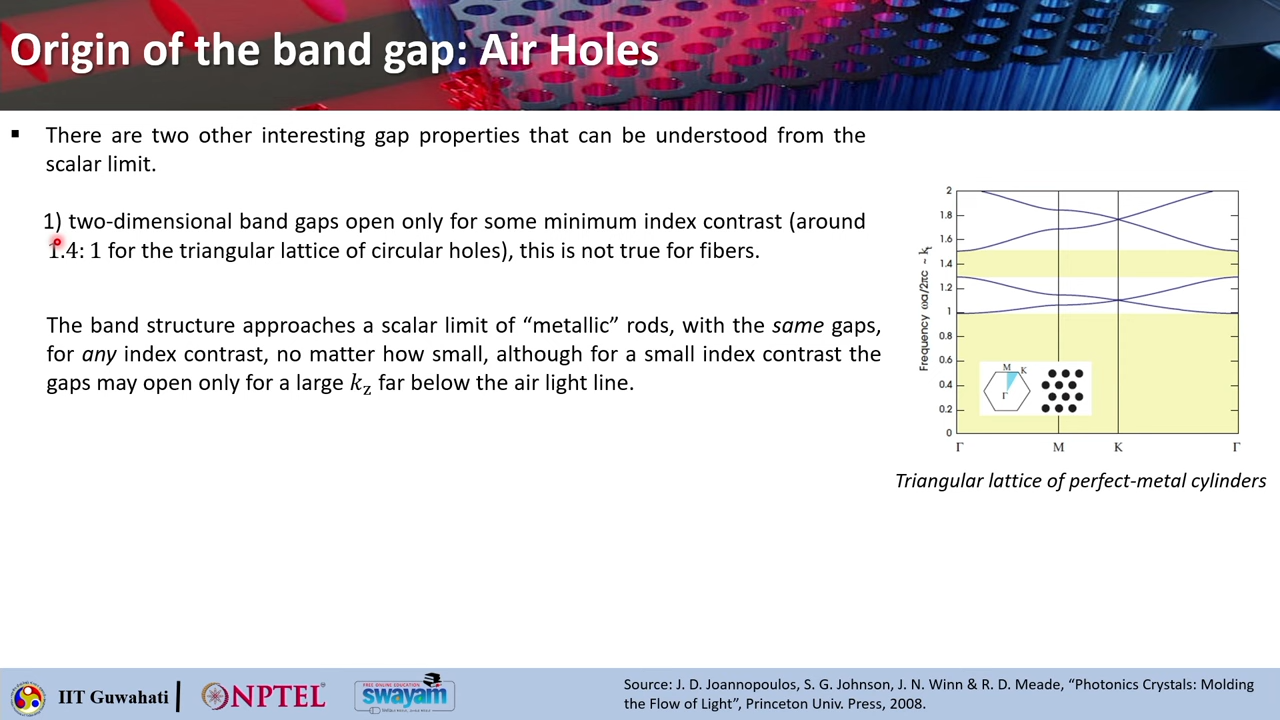 Origin of the band gap: Air Holes
▪ There are two other interesting gap properties that can be understood from the
scalar limit.
1) two-dimensional band gaps open only for some minimum index contrast (around
1.4: 1 for the triangular lattice of circular holes), this is not true for fibers.
The band structure approaches a scalar limit of “metallic” rods, with the same gaps,
for any index contrast, no matter how small, although for a small index contrast the
gaps may open only for a large kz far below the air light line.
Frequency ωa/2πc ~ kt
2
1.8
1.6
1.4
1.2
1
0.8
0.6
0.4
0.2
0
M
K
Γ
Γ
M
K
Γ
Triangular lattice of perfect-metal cylinders
IIT Guwahati
NPTEL
FREE ONLINE EDUCATION
swayam
Source: J. D. Joannopoulos, S. G. Johnson, J. N. Winn & R. D. Meade, “Photonics Crystals: Molding
the Flow of Light”, Princeton Univ. Press, 2008.